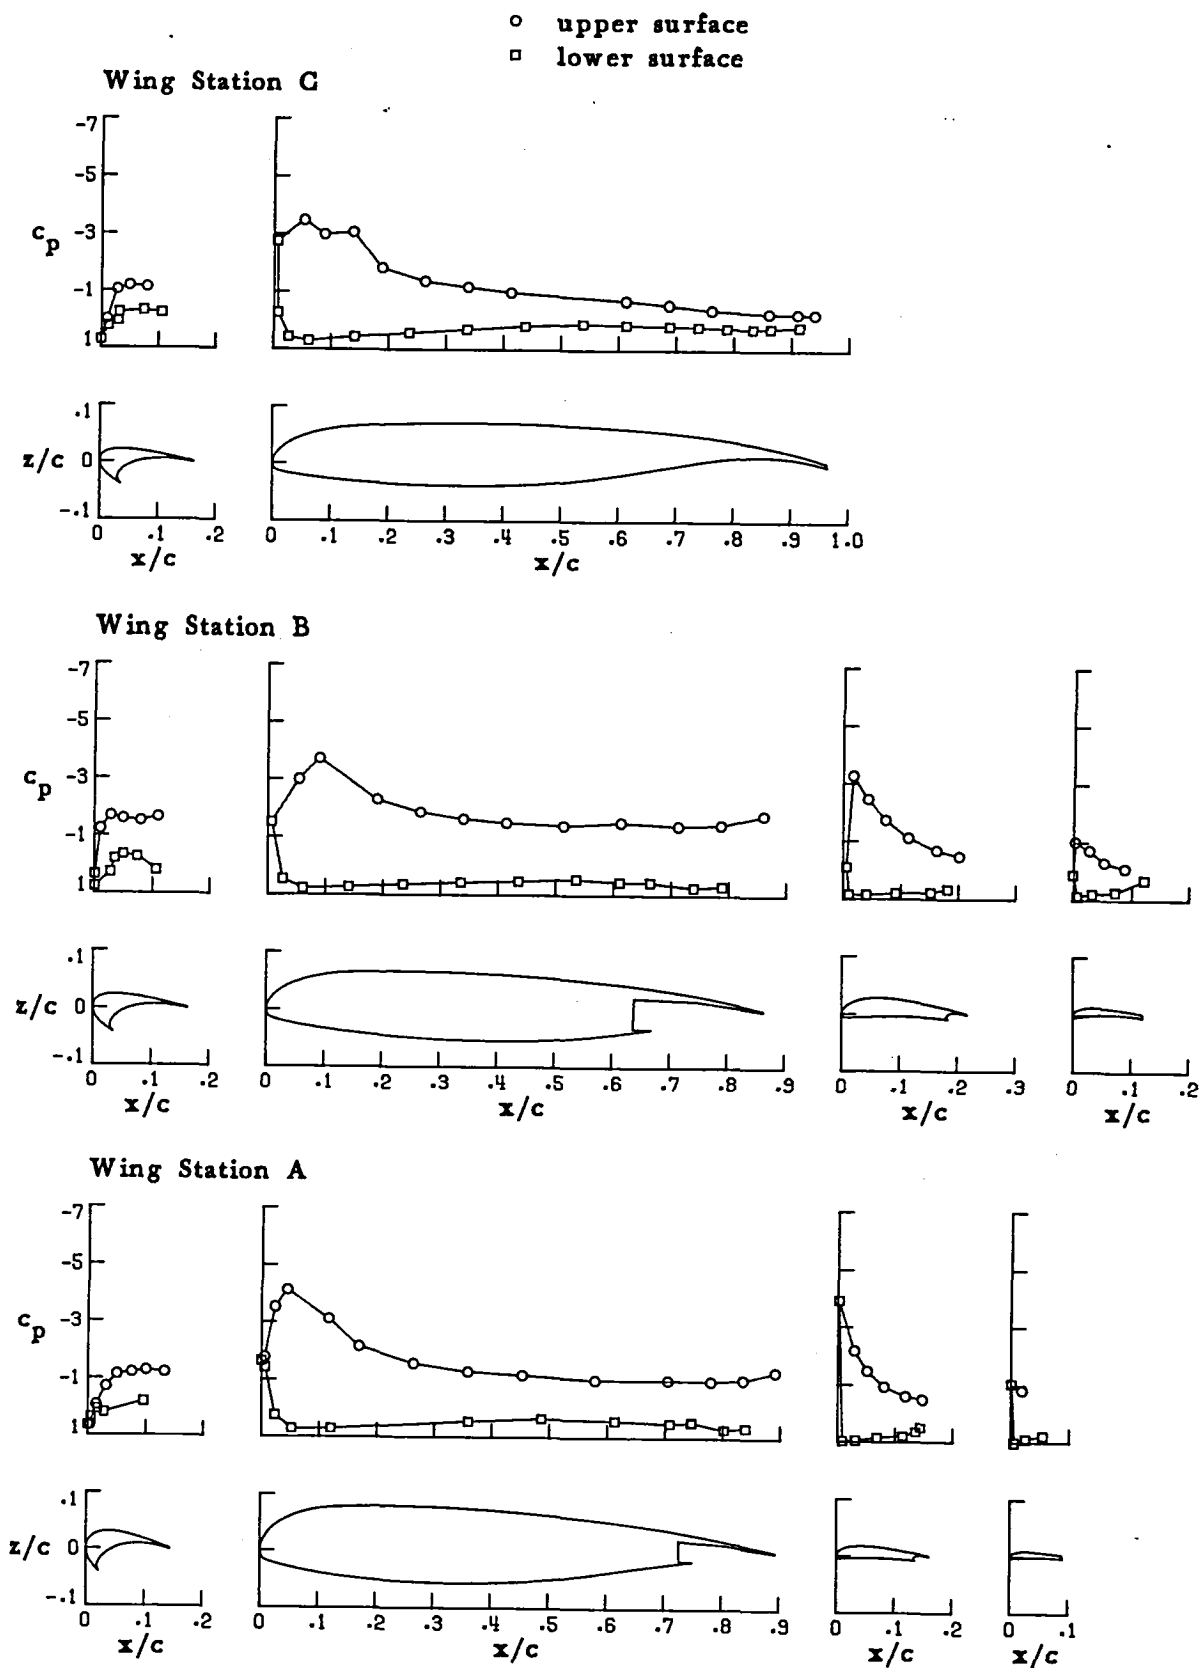 upper surface
lower surface
Wing Station C
-7
-5
-3
-1
1
c_p
.1
z/c 0
-.1
0 .1 .2
0 .1 .2 .3 .4 .5 .6 .7 .8 .9 1.0
x/c x/c
Wing Station B
-7
-5
c_p -3
-1
1
.1
z/c 0
-.1
0 .1 .2 0 .1 .2 .3 .4 .5 .6 .7 .8 .9 0 .1 .2 .3 0 .1 .2
x/c x/c x/c x/c
Wing Station A
-7
-5
c_p -3
-1
1
.1
z/c 0
-.1
0 .1 .2 0 .1 .2 .3 .4 .5 .6 .7 .8 .9 0 .1 .2 0 .1
x/c x/c x/c x/c